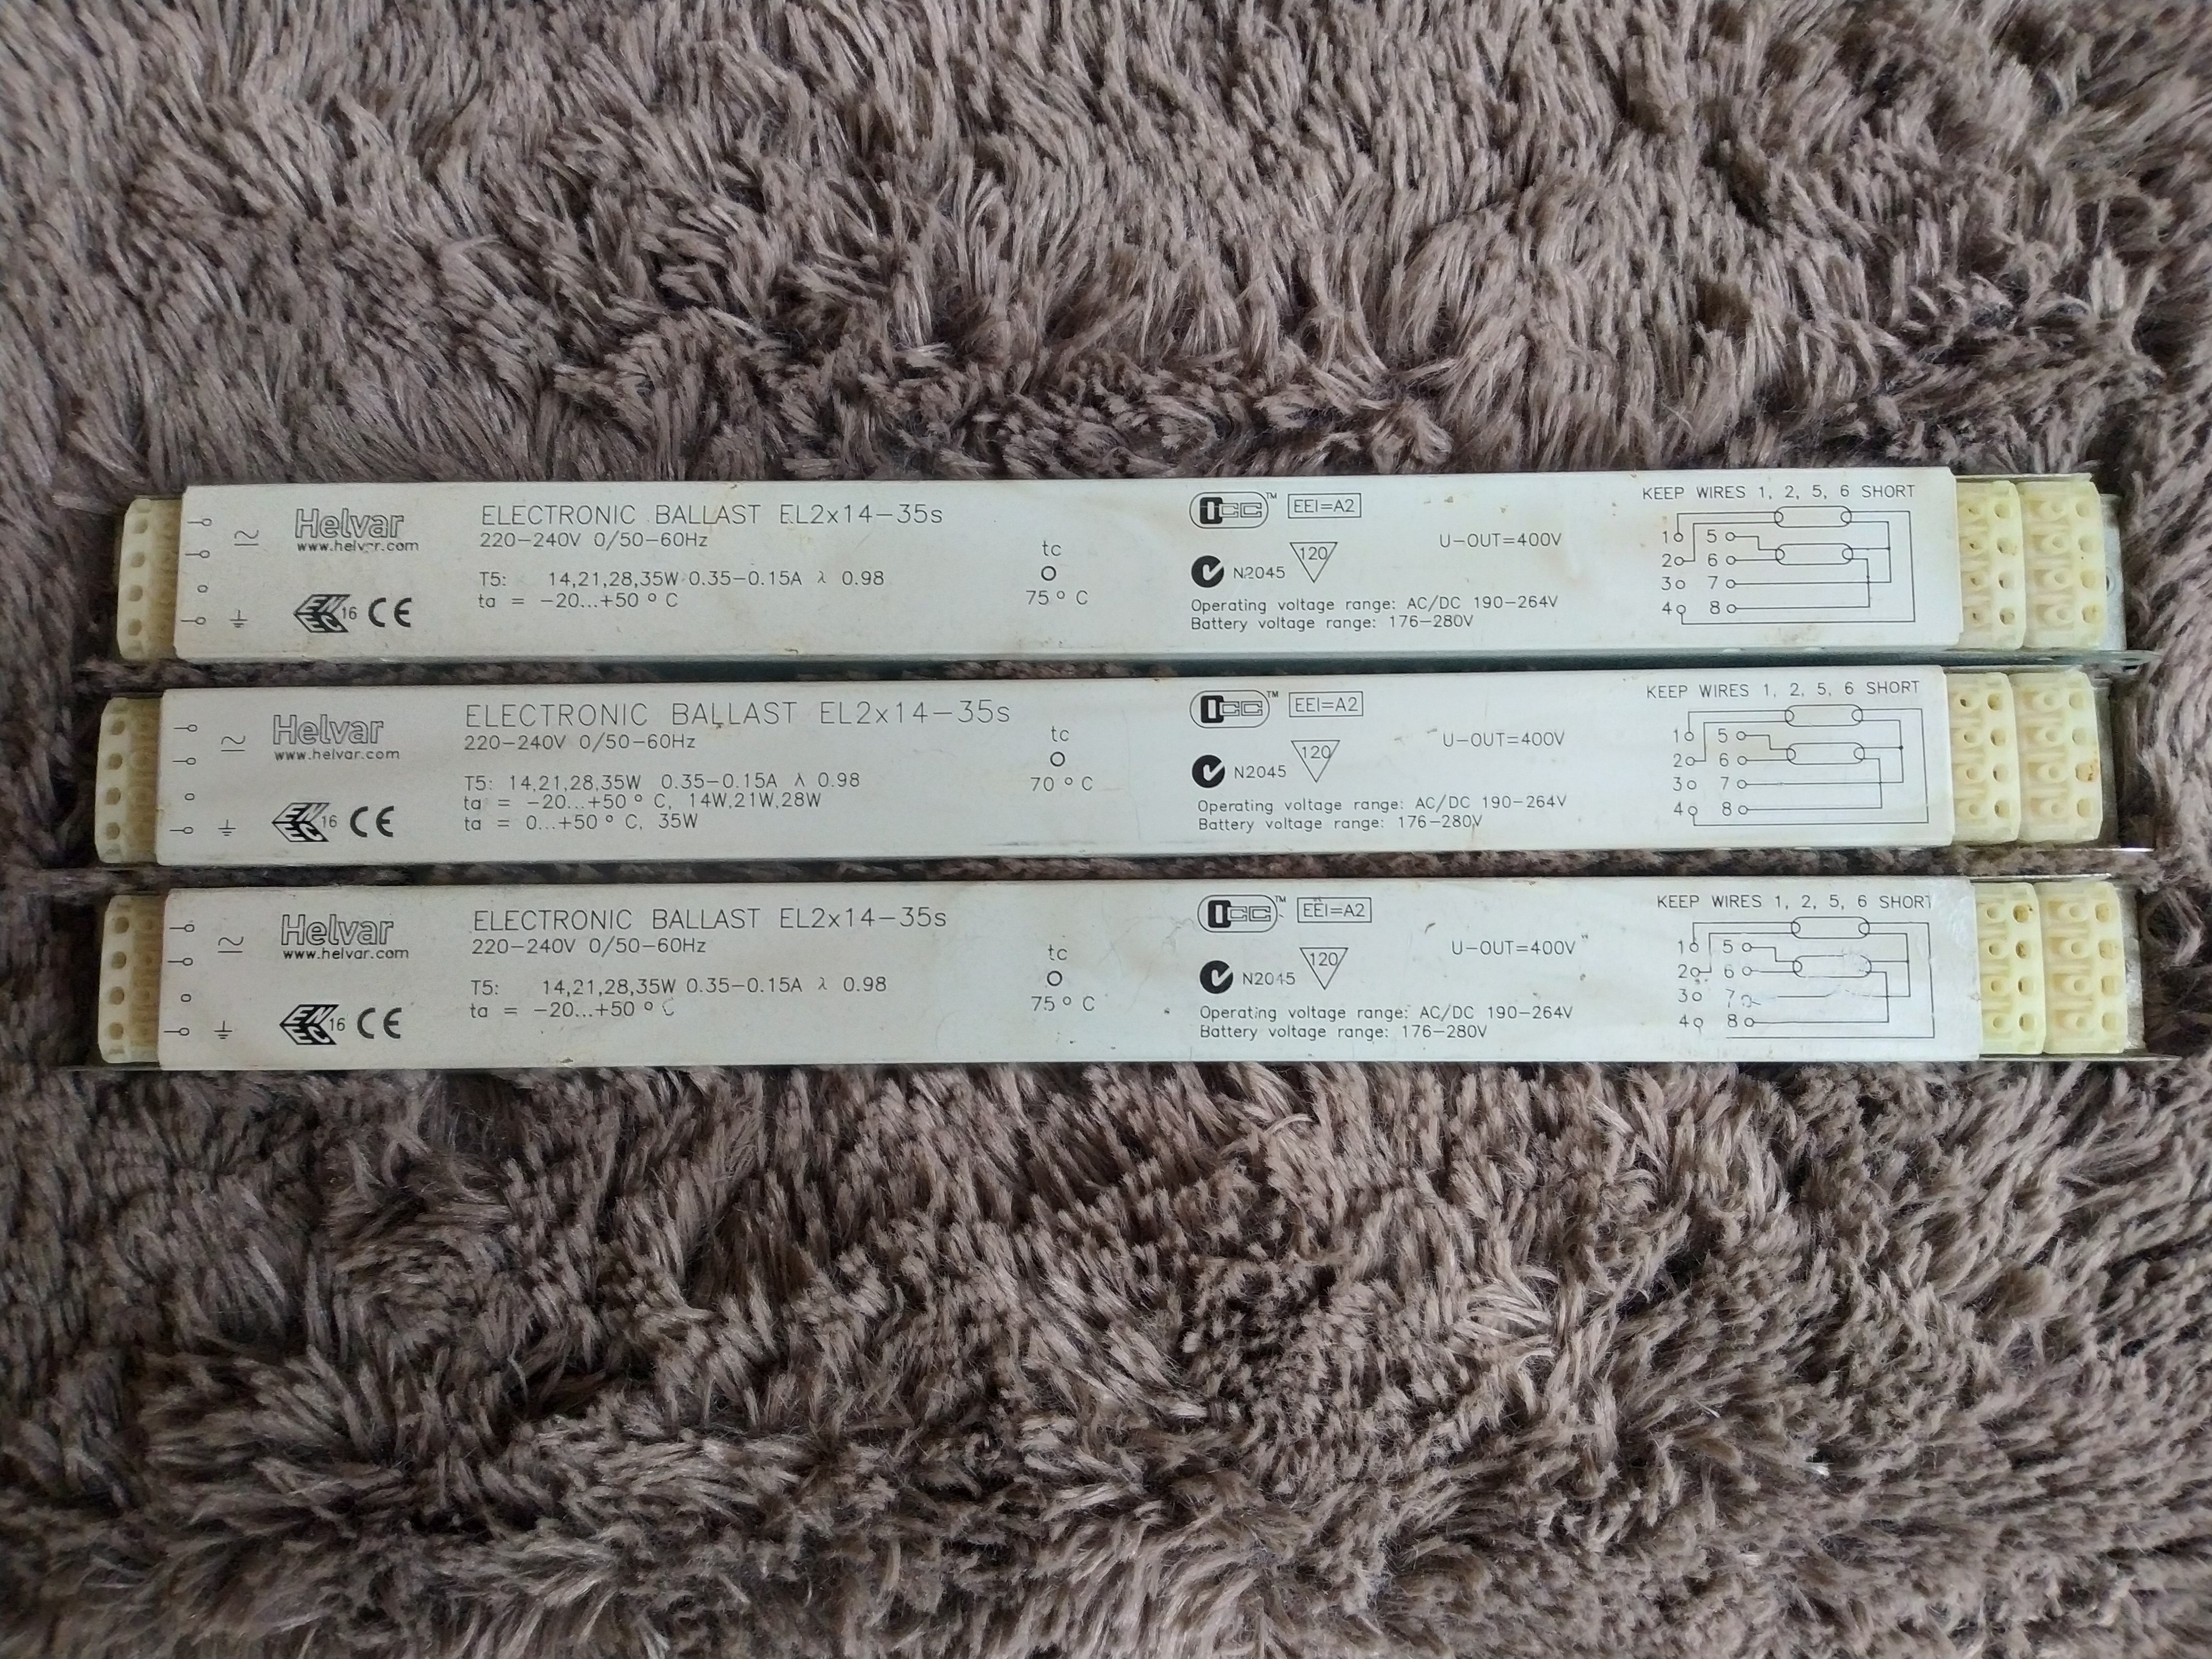 Helvar
www.helvar.com
16 CE
ELECTRONIC BALLAST EL2x14-35s
220-240V 0/50-60Hz
T5: 14,21,28,35W 0.35-0.15A λ 0.98
ta = -20...+50 ° C
tc
75 ° C
ICC™ EEI=A2
N2045 120
U-OUT=400V
Operating voltage range: AC/DC 190-264V
Battery voltage range: 176-280V
KEEP WIRES 1, 2, 5, 6 SHORT
1 5
2 6
3 7
4 8
Helvar
www.helvar.com
16 CE
ELECTRONIC BALLAST EL2x14-35s
220-240V 0/50-60Hz
T5: 14,21,28,35W 0.35-0.15A λ 0.98
ta = -20...+50 ° C, 14W,21W,28W
ta = 0...+50 ° C, 35W
tc
70 ° C
ICC™ EEI=A2
N2045 120
U-OUT=400V
Operating voltage range: AC/DC 190-264V
Battery voltage range: 176-280V
KEEP WIRES 1, 2, 5, 6 SHORT
1 5
2 6
3 7
4 8
Helvar
www.helvar.com
16 CE
ELECTRONIC BALLAST EL2x14-35s
220-240V 0/50-60Hz
T5: 14,21,28,35W 0.35-0.15A λ 0.98
ta = -20...+50 ° C
tc
75 ° C
ICC™ EEI=A2
N2045 120
U-OUT=400V
Operating voltage range: AC/DC 190-264V
Battery voltage range: 176-280V
KEEP WIRES 1, 2, 5, 6 SHORT
1 5
2 6
3 7
4 8